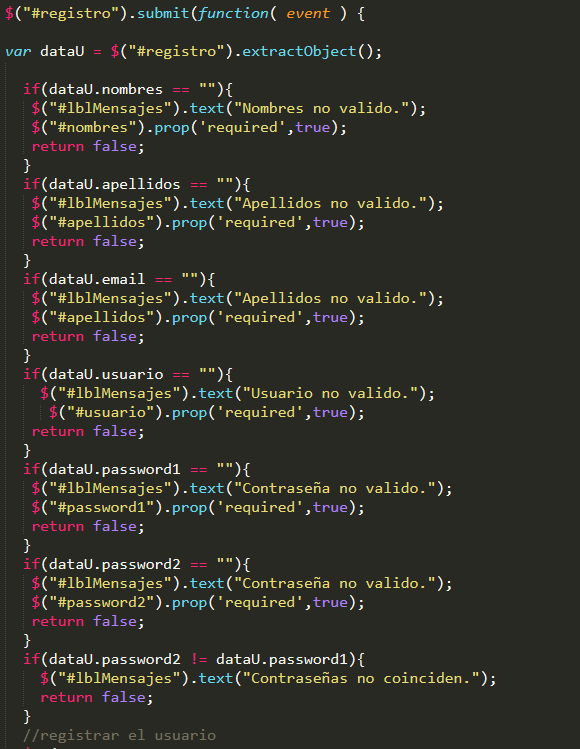 $("#registro").submit(function( event ) {
var dataU = $("#registro").extractObject();
if(dataU.nombres == ""){
$("#lblMensajes").text("Nombres no valido.");
$("#nombres").prop('required',true);
return false;
}
if(dataU.apellidos == ""){
$("#lblMensajes").text("Apellidos no valido.");
$("#apellidos").prop('required',true);
return false;
}
if(dataU.email == ""){
$("#lblMensajes").text("Apellidos no valido.");
$("#apellidos").prop('required',true);
return false;
}
if(dataU.usuario == ""){
$("#lblMensajes").text("Usuario no valido.");
$("#usuario").prop('required',true);
return false;
}
if(dataU.password1 == ""){
$("#lblMensajes").text("Contraseña no valido.");
$("#password1").prop('required',true);
return false;
}
if(dataU.password2 == ""){
$("#lblMensajes").text("Contraseña no valido.");
$("#password2").prop('required',true);
return false;
}
if(dataU.password2 != dataU.password1){
$("#lblMensajes").text("Contraseñas no coinciden.");
return false;
}
//registrar el usuario